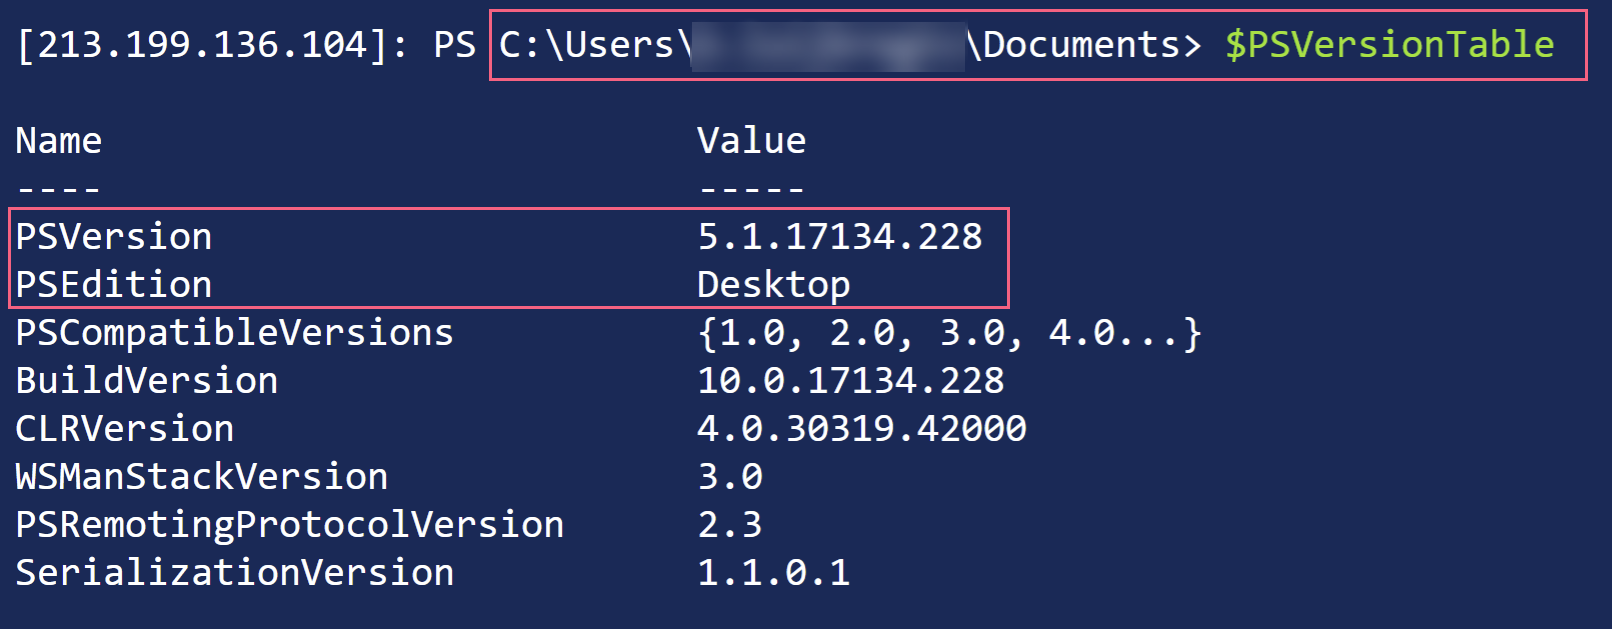 [213.199.136.104]: PS C:\Users\ \Documents> $PSVersionTable
Name Value
---- -----
PSVersion 5.1.17134.228
PSEdition Desktop
PSCompatibleVersions {1.0, 2.0, 3.0, 4.0...}
BuildVersion 10.0.17134.228
CLRVersion 4.0.30319.42000
WSManStackVersion 3.0
PSRemotingProtocolVersion 2.3
SerializationVersion 1.1.0.1